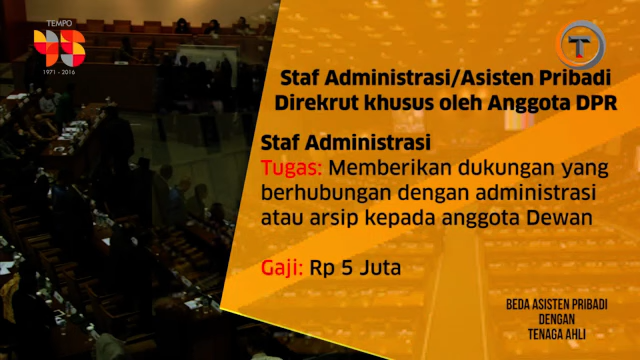 TEMPO
45
1971 - 2016
T
Staf Administrasi/Asisten Pribadi
Direkrut khusus oleh Anggota DPR
Staf Administrasi
Tugas: Memberikan dukungan yang
berhubungan dengan administrasi
atau arsip kepada anggota Dewan
Gaji: Rp 5 Juta
BEDA ASISTEN PRIBADI
DENGAN
TENAGA AHLI